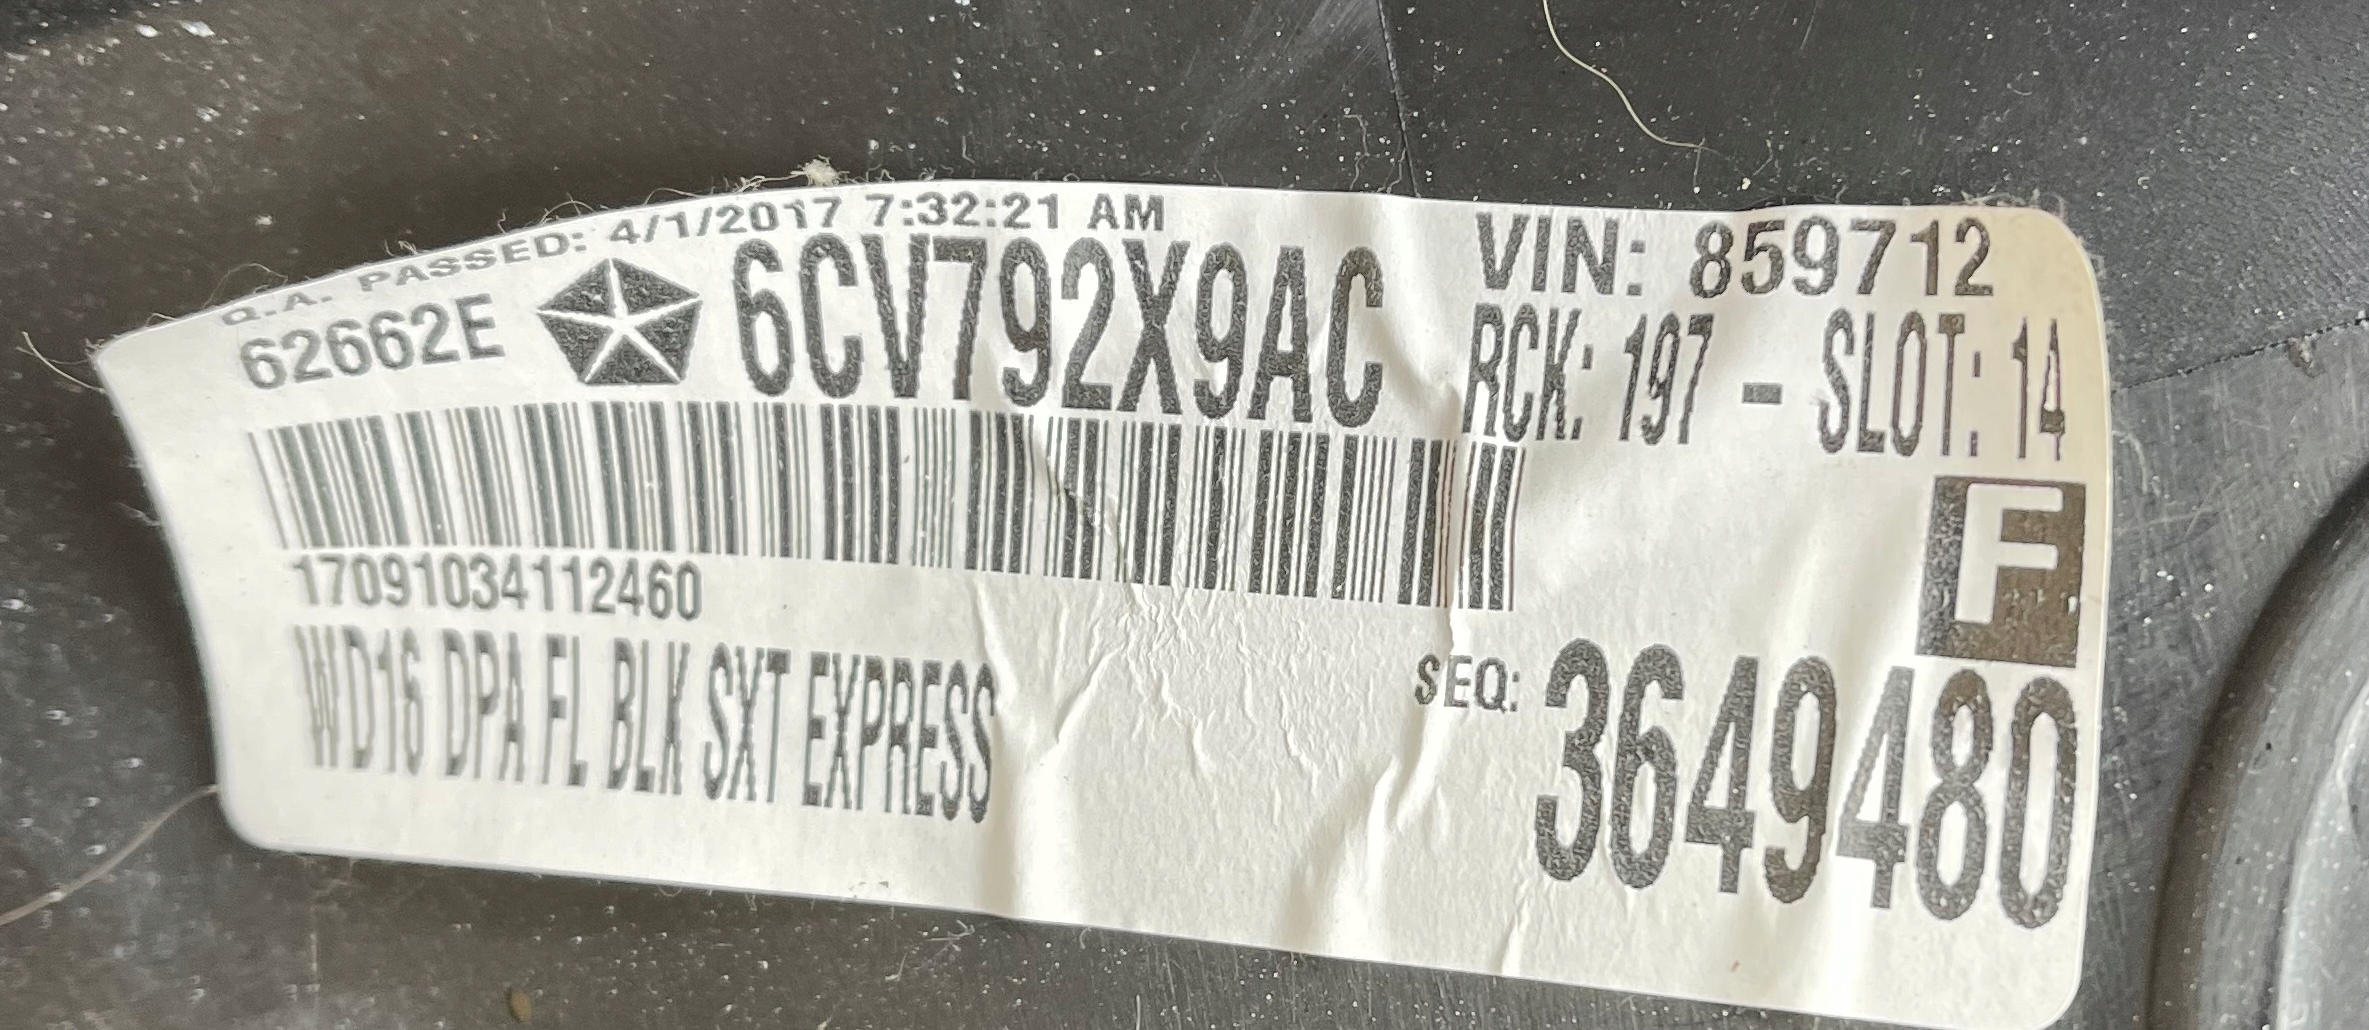 Q.A. PASSED: 4/1/2017 7:32:21 AM
62662E
6CV792X9AC
VIN: 859712
RCK: 197 - SLOT: 14
17091034112460
F
WD16 DPA FL BLK SXT EXPRESS
SEQ: 3649480